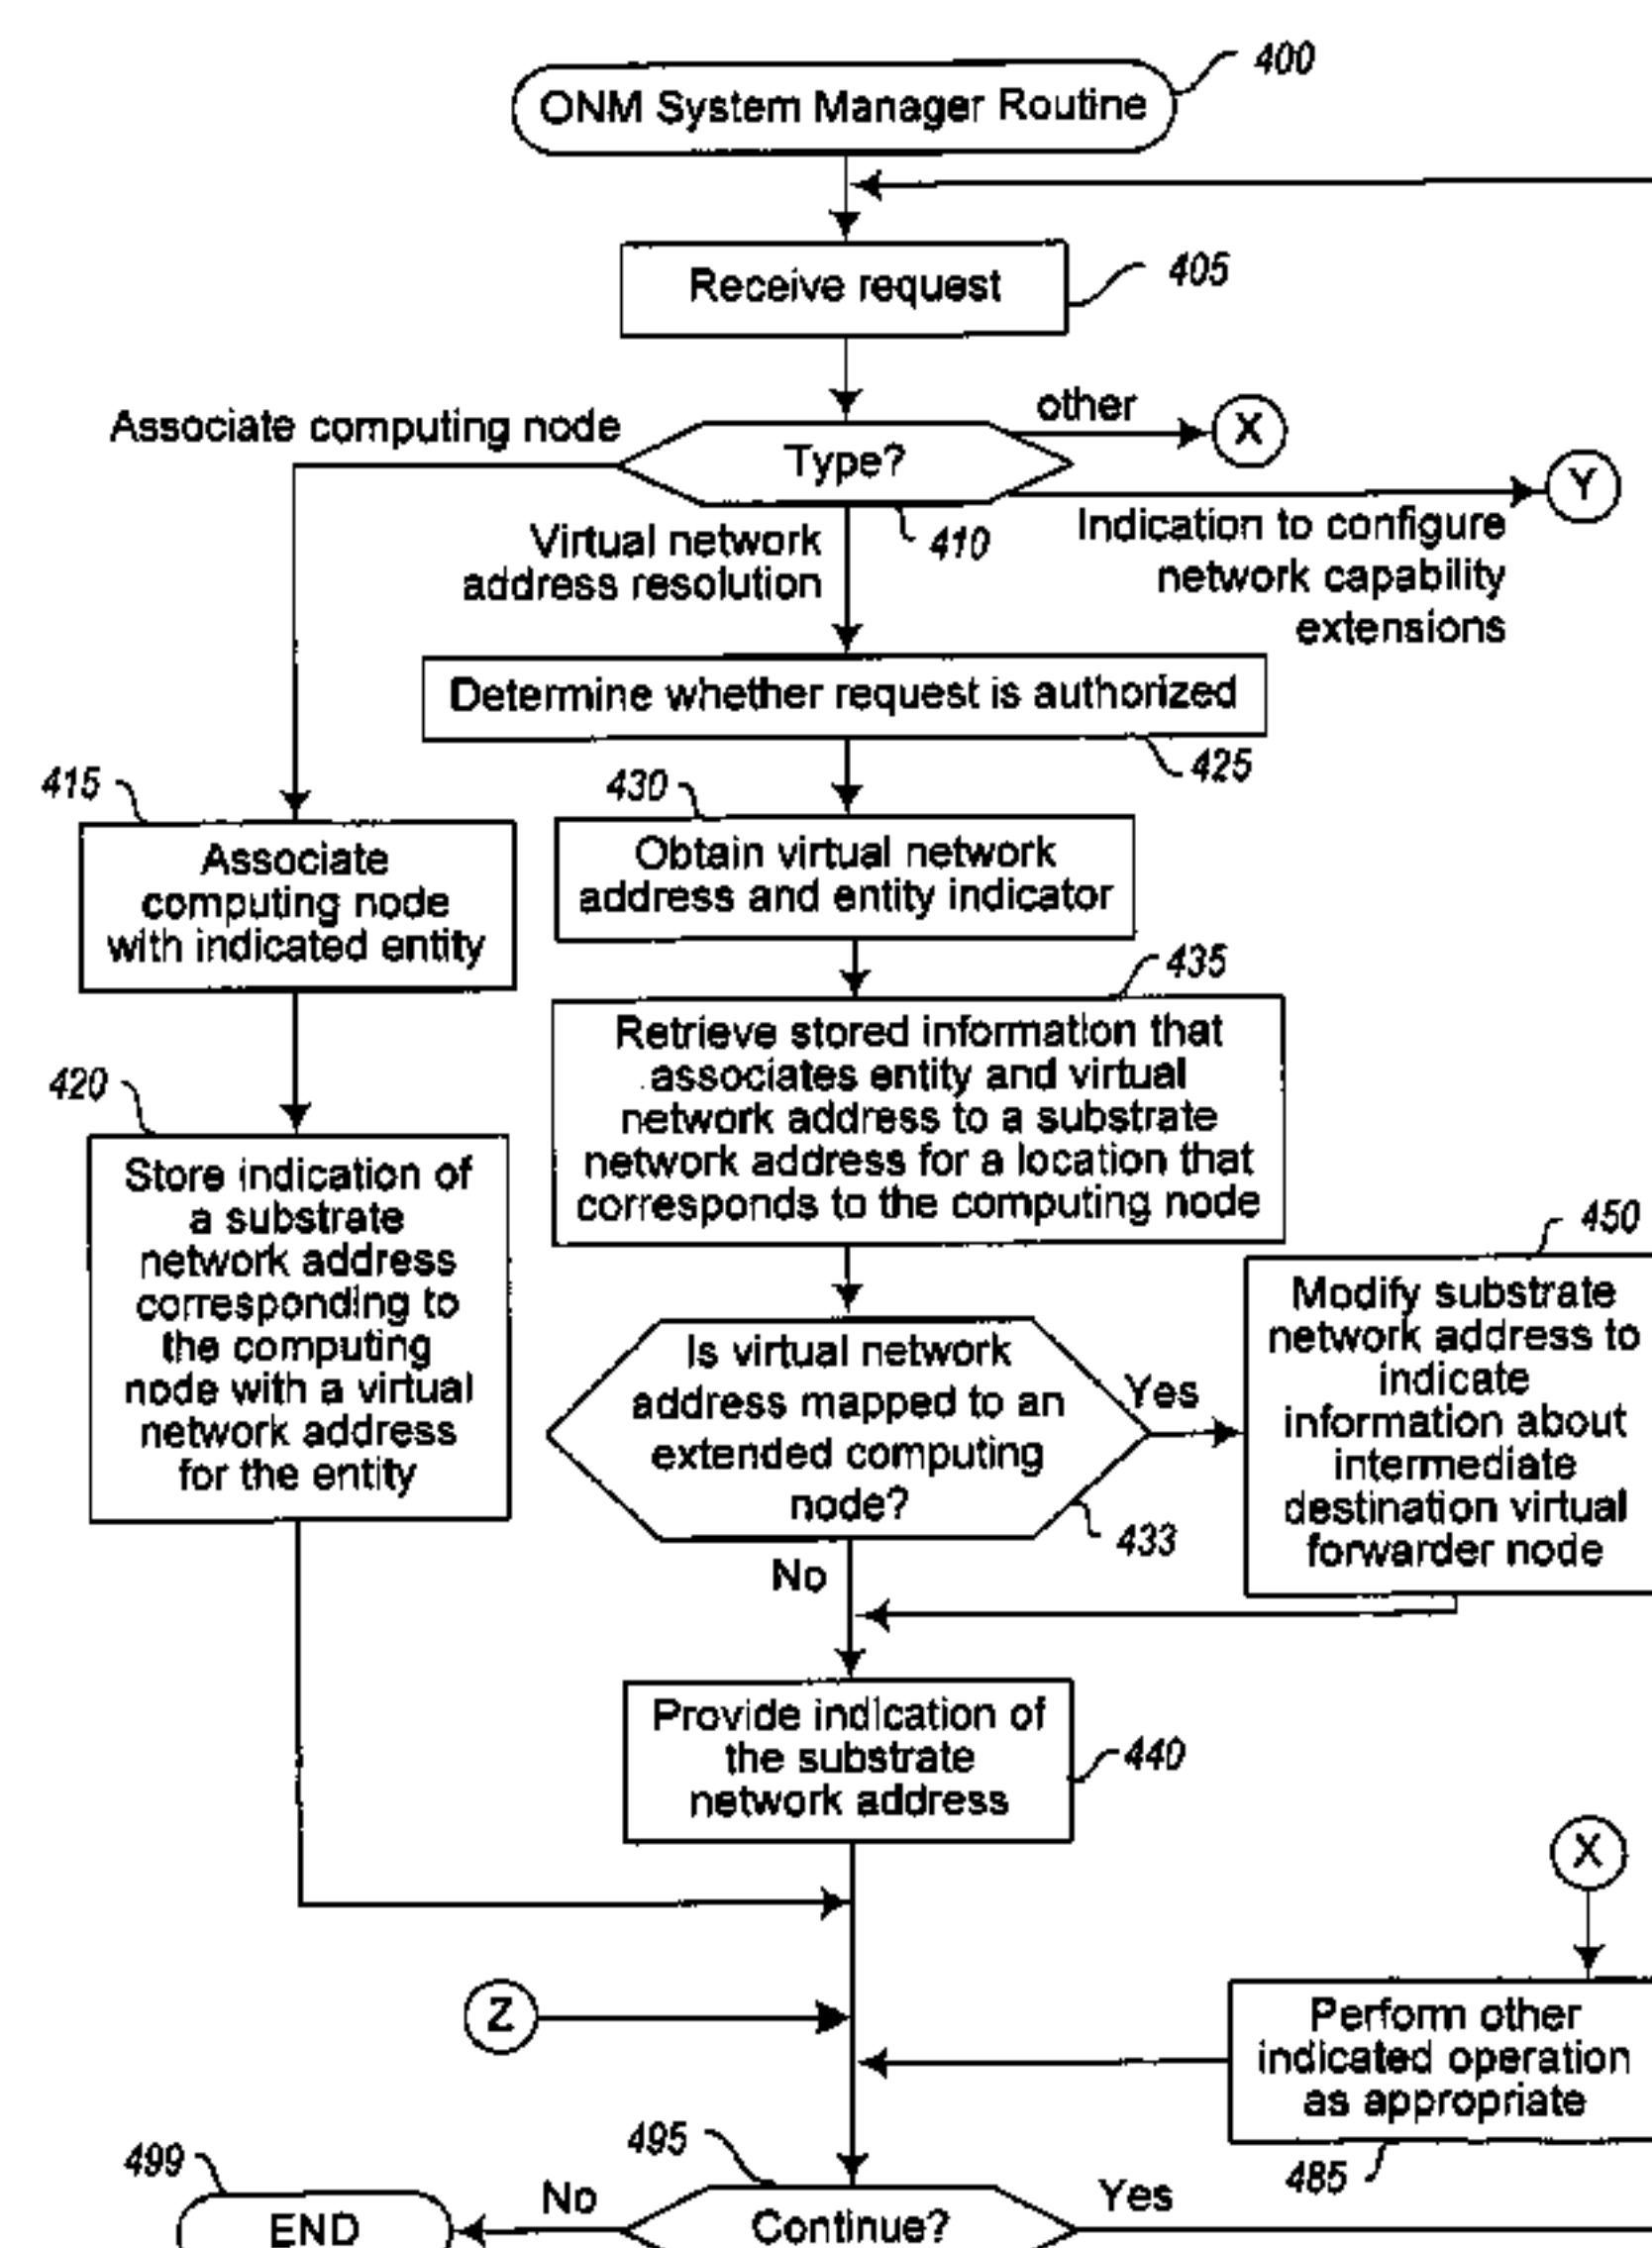 400
ONM System Manager Routine
Receive request
405
Associate computing node
other
X
Type?
Y
410
Virtual network
address resolution
Indication to configure
network capability
extensions
Determine whether request is authorized
425
415
430
Associate
computing node
with indicated entity
Obtain virtual network
address and entity indicator
435
Retrieve stored information that
associates entity and virtual
network address to a substrate
network address for a location that
corresponds to the computing node
420
Store indication of
a substrate
network address
corresponding to
the computing
node with a virtual
network address
for the entity
450
Modify substrate
network address to
indicate
information about
intermediate
destination virtual
forwarder node
Is virtual network
address mapped to an
extended computing
node?
Yes
433
No
Provide indication of
the substrate
network address
440
X
Z
Perform other
indicated operation
as appropriate
485
495
499
No
Yes
END
Continue?